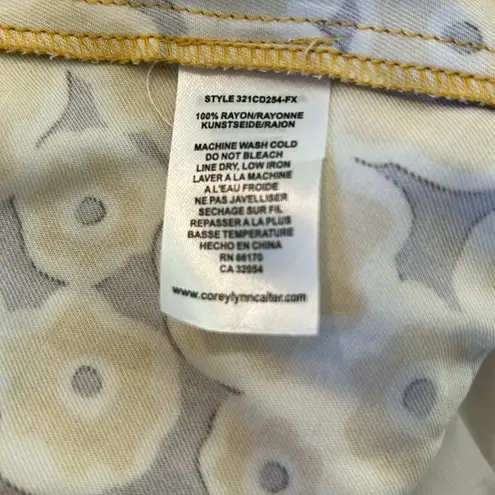 STYLE 321CD254-FX
100% RAYON/RAYONNE
KUNSTSEIDE/RAION
MACHINE WASH COLD
DO NOT BLEACH
LINE DRY, LOW IRON
LAVER A LA MACHINE
A L'EAU FROIDE
NE PAS JAVELLISER
SECHAGE SUR FIL
REPASSER A LA PLUS
BASSE TEMPERATURE
HECHO EN CHINA
RN 66170
CA 32054
www.coreylynncalter.com